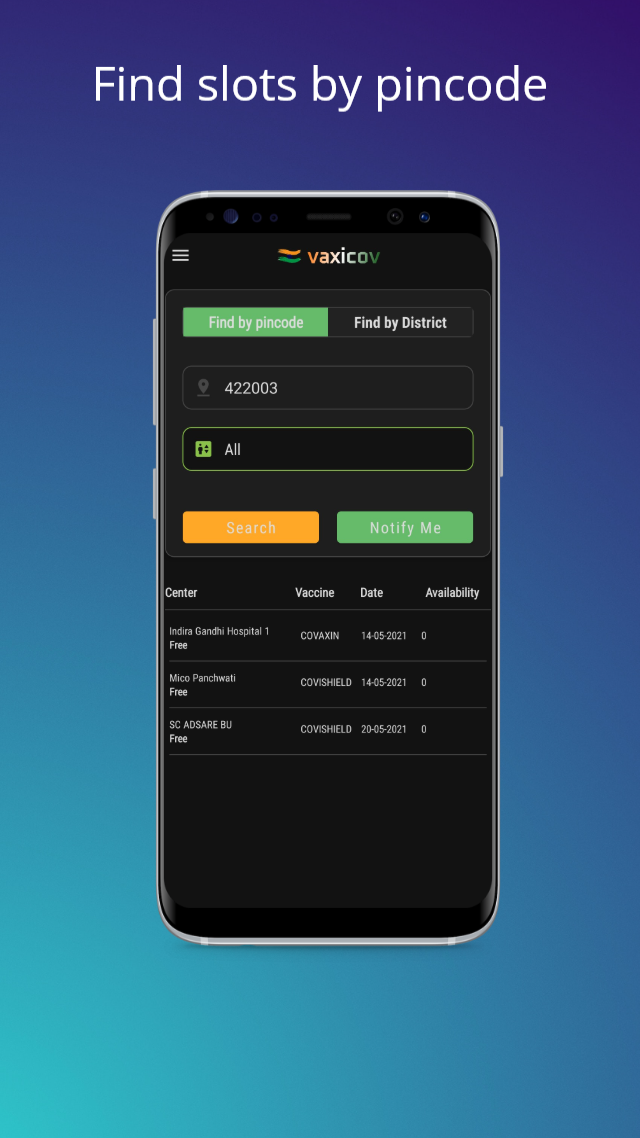 Find slots by pincode
vaxicov
Find by pincode Find by District
422003
All
Search Notify Me
Center Vaccine Date Availability
Indira Gandhi Hospital 1
Free
COVAXIN 14-05-2021 0
Mico Panchwati
Free
COVISHIELD 14-05-2021 0
SC ADSARE BU
Free
COVISHIELD 20-05-2021 0